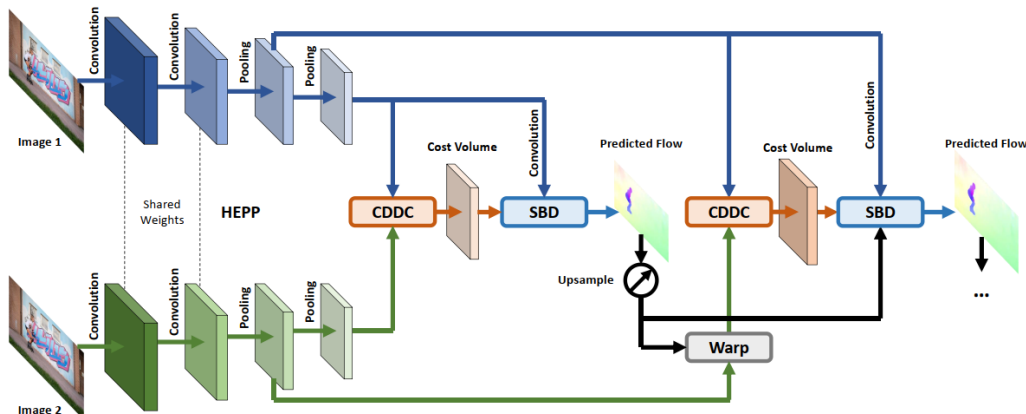 Image 1
Convolution
Convolution
Pooling
Pooling
Shared
Weights
HEPP
Convolution
Convolution
Pooling
Pooling
Image 2
CDDC
Cost Volume
Convolution
SBD
Predicted Flow
Upsample
Warp
CDDC
Cost Volume
Convolution
SBD
Predicted Flow
...